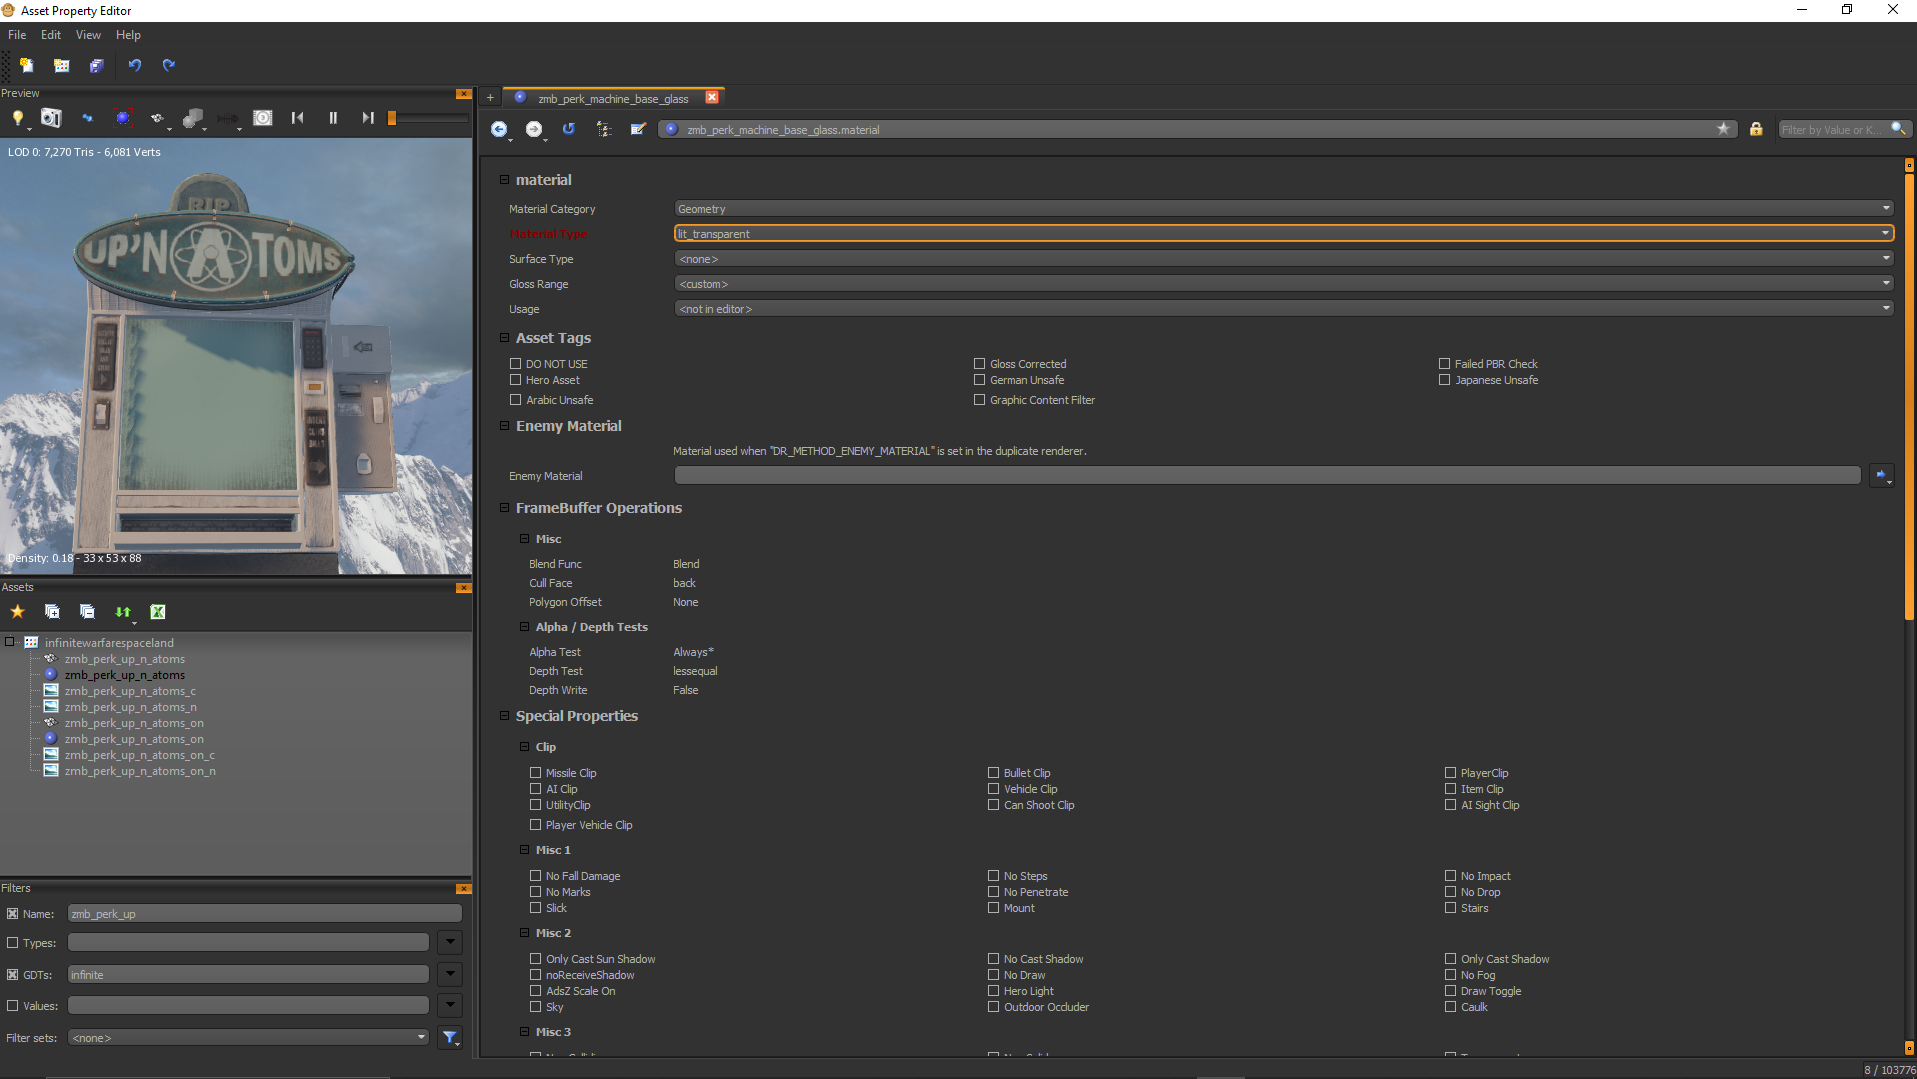 Asset Property Editor
File Edit View Help
Preview
LOD 0: 7,270 Tris - 6,081 Verts
RIP
UP'N ATOMS
Density: 0.18 - 33 x 53 x 88
Assets
infinitewarfarespaceland
zmb_perk_up_n_atoms
zmb_perk_up_n_atoms
zmb_perk_up_n_atoms_c
zmb_perk_up_n_atoms_n
zmb_perk_up_n_atoms_on
zmb_perk_up_n_atoms_on
zmb_perk_up_n_atoms_on_c
zmb_perk_up_n_atoms_on_n
Filters
Name: zmb_perk_up
Types:
GDTs: infinite
Values:
Filter sets: <none>
zmb_perk_machine_base_glass
zmb_perk_machine_base_glass.material
Filter by Value or K...
material
Material Category Geometry
Material Type lit_transparent
Surface Type <none>
Gloss Range <custom>
Usage <not in editor>
Asset Tags
DO NOT USE Gloss Corrected Failed PBR Check
Hero Asset German Unsafe Japanese Unsafe
Arabic Unsafe Graphic Content Filter
Enemy Material
Material used when "DR_METHOD_ENEMY_MATERIAL" is set in the duplicate renderer.
Enemy Material
FrameBuffer Operations
Misc
Blend Func Blend
Cull Face back
Polygon Offset None
Alpha / Depth Tests
Alpha Test Always*
Depth Test lessequal
Depth Write False
Special Properties
Clip
Missile Clip Bullet Clip PlayerClip
AI Clip Vehicle Clip Item Clip
UtilityClip Can Shoot Clip AI Sight Clip
Player Vehicle Clip
Misc 1
No Fall Damage No Steps No Impact
No Marks No Penetrate No Drop
Slick Mount Stairs
Misc 2
Only Cast Sun Shadow No Cast Shadow Only Cast Shadow
noReceiveShadow No Draw No Fog
AdsZ Scale On Hero Light Draw Toggle
Sky Outdoor Occluder Caulk
Misc 3
8 / 103776